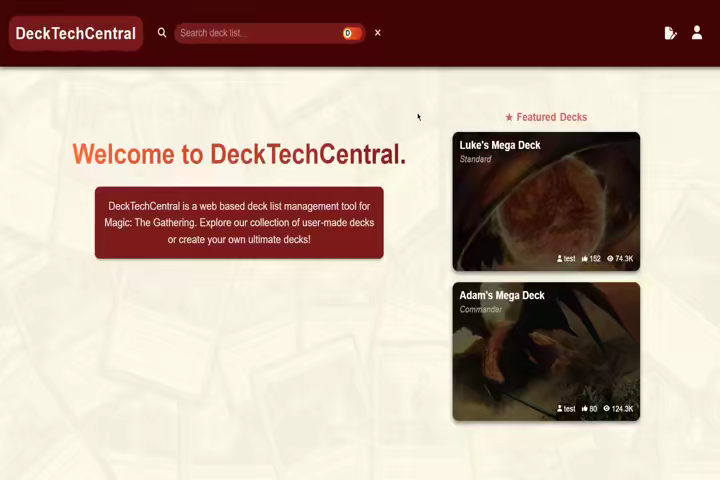 DeckTechCentral
Search deck list...
D
Welcome to DeckTechCentral.
DeckTechCentral is a web based deck list management tool for
Magic: The Gathering. Explore our collection of user-made decks
or create your own ultimate decks!
★ Featured Decks
Luke's Mega Deck
Standard
test 152 74.3K
Adam's Mega Deck
Commander
test 80 124.3K